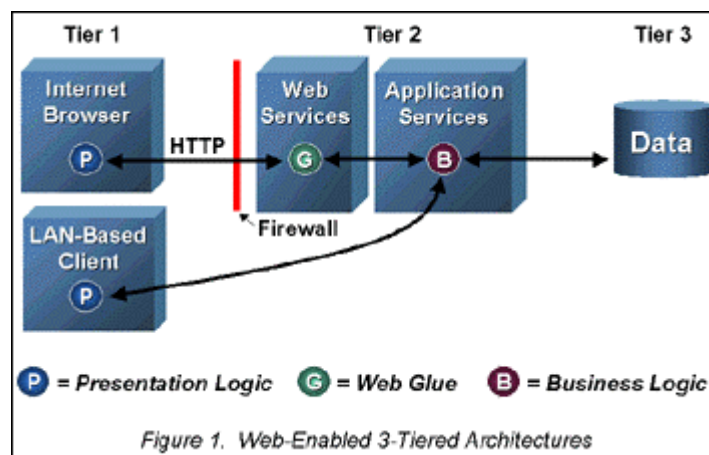 Tier 1
Tier 2
Tier 3
Internet
Browser
P
HTTP
Web
Services
G
Application
Services
B
Data
Firewall
LAN-Based
Client
P
P = Presentation Logic
G = Web Glue
B = Business Logic
Figure 1. Web-Enabled 3-Tiered Architectures